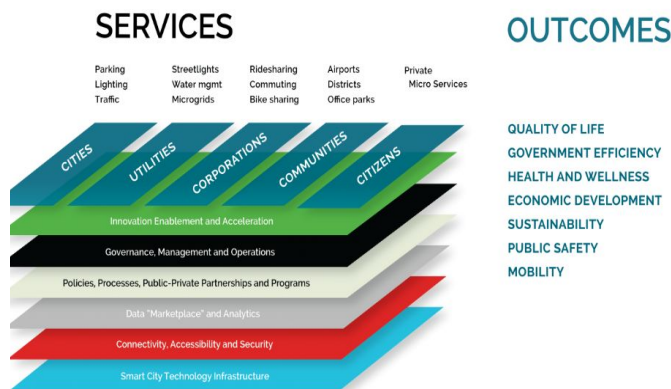 SERVICES
OUTCOMES
Parking
Lighting
Traffic
Streetlights
Water mgmt
Microgrids
Ridesharing
Commuting
Bike sharing
Airports
Districts
Office parks
Private
Micro Services
CITIES
UTILITIES
CORPORATIONS
COMMUNITIES
CITIZENS
Innovation Enablement and Acceleration
Governance, Management and Operations
Policies, Processes, Public-Private Partnerships and Programs
Data "Marketplace" and Analytics
Connectivity, Accessibility and Security
Smart City Technology Infrastructure
QUALITY OF LIFE
GOVERNMENT EFFICIENCY
HEALTH AND WELLNESS
ECONOMIC DEVELOPMENT
SUSTAINABILITY
PUBLIC SAFETY
MOBILITY